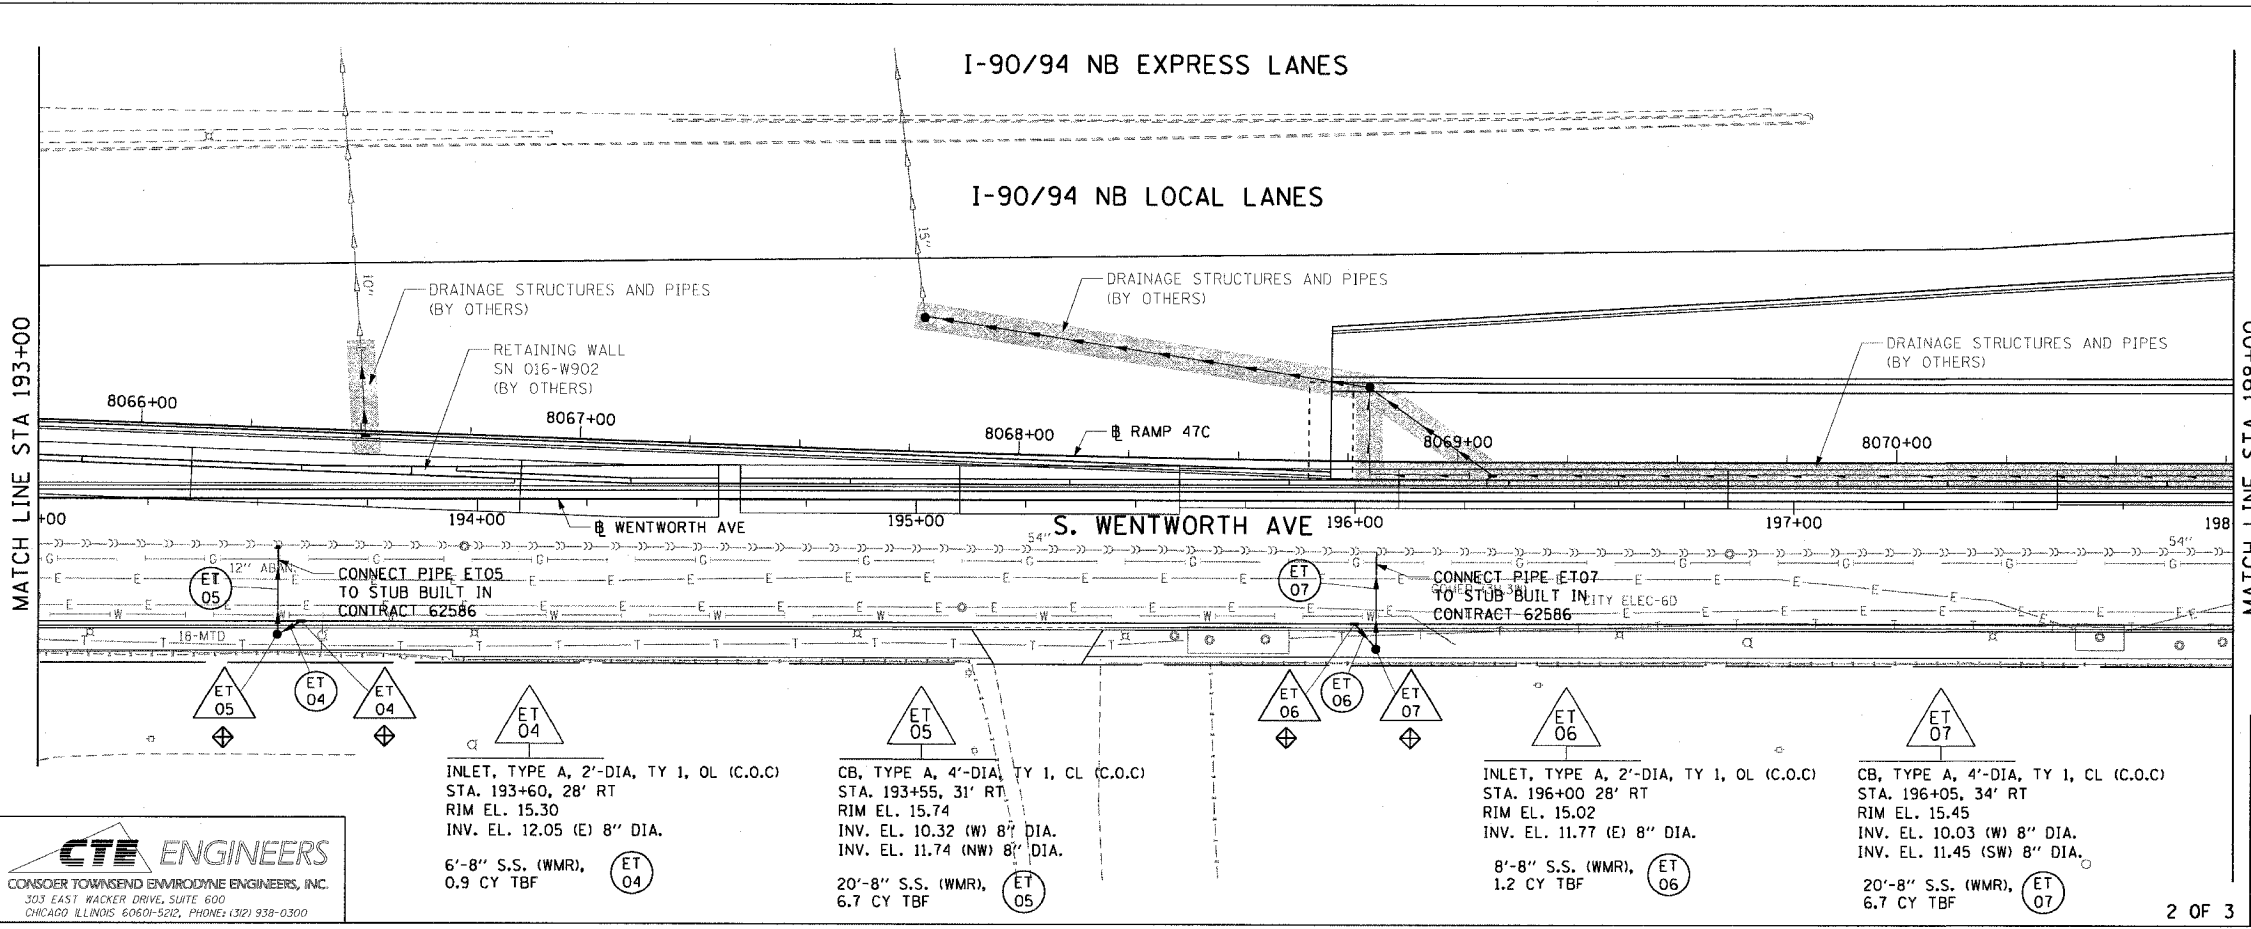 I-90/94 NB EXPRESS LANES
I-90/94 NB LOCAL LANES
MATCH LINE STA 193+00
MATCH LINE STA 198+00
10"
15"
DRAINAGE STRUCTURES AND PIPES
(BY OTHERS)
DRAINAGE STRUCTURES AND PIPES
(BY OTHERS)
DRAINAGE STRUCTURES AND PIPES
(BY OTHERS)
RETAINING WALL
SN 016-W902
(BY OTHERS)
8066+00
8067+00
8068+00
8069+00
8070+00
℄ RAMP 47C
+00
194+00
195+00
196+00
197+00
198
℄ WENTWORTH AVE
S. WENTWORTH AVE
54"
54"
12" ABAN
ET
05
CONNECT PIPE ET05
TO STUB BUILT IN
CONTRACT 62586
ET
07
CONNECT PIPE ET07
TO STUB BUILT IN
CONTRACT 62586
CITY ELEC-6D
16-MTD
ET
05
ET
04
ET
04
ET
06
ET
06
ET
07
ET
04
INLET, TYPE A, 2'-DIA, TY 1, OL (C.O.C)
STA. 193+60, 28' RT
RIM EL. 15.30
INV. EL. 12.05 (E) 8" DIA.
6'-8" S.S. (WMR),
0.9 CY TBF
ET
04
ET
05
CB, TYPE A, 4'-DIA, TY 1, CL (C.O.C)
STA. 193+55, 31' RT
RIM EL. 15.74
INV. EL. 10.32 (W) 8" DIA.
INV. EL. 11.74 (NW) 8" DIA.
20'-8" S.S. (WMR),
6.7 CY TBF
ET
05
ET
06
INLET, TYPE A, 2'-DIA, TY 1, OL (C.O.C)
STA. 196+00 28' RT
RIM EL. 15.02
INV. EL. 11.77 (E) 8" DIA.
8'-8" S.S. (WMR),
1.2 CY TBF
ET
06
ET
07
CB, TYPE A, 4'-DIA, TY 1, CL (C.O.C)
STA. 196+05, 34' RT
RIM EL. 15.45
INV. EL. 10.03 (W) 8" DIA.
INV. EL. 11.45 (SW) 8" DIA.
20'-8" S.S. (WMR),
6.7 CY TBF
ET
07
CTE ENGINEERS
CONSOER TOWNSEND ENVIRODYNE ENGINEERS, INC.
303 EAST WACKER DRIVE, SUITE 600
CHICAGO ILLINOIS 60601-5212, PHONE: (312) 938-0300
2 OF 3